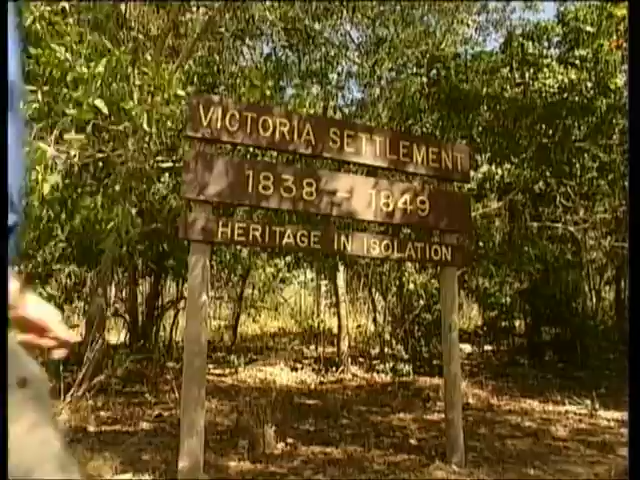 VICTORIA SETTLEMENT
1838 - 1849
HERITAGE IN ISOLATION